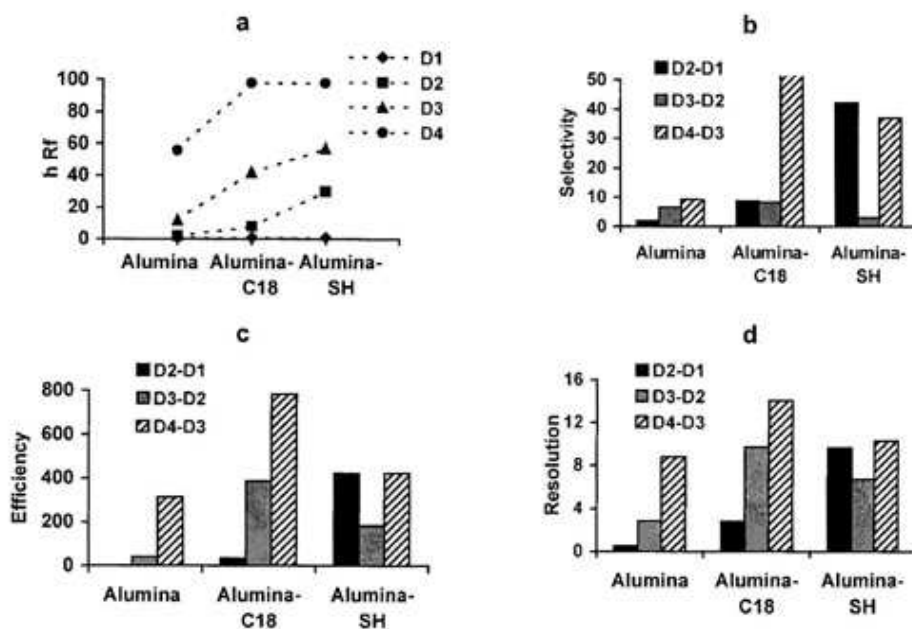 a
D1
D2
D3
D4
100
80
60
40
20
0
h Rf
Alumina Alumina- Alumina-
C18 SH
b
D2-D1
D3-D2
D4-D3
50
40
30
20
10
0
Selectivity
Alumina Alumina- Alumina-
C18 SH
c
D2-D1
D3-D2
D4-D3
800
600
400
200
0
Efficiency
Alumina Alumina- Alumina-
C18 SH
d
D2-D1
D3-D2
D4-D3
16
12
8
4
0
Resolution
Alumina Alumina- Alumina-
C18 SH